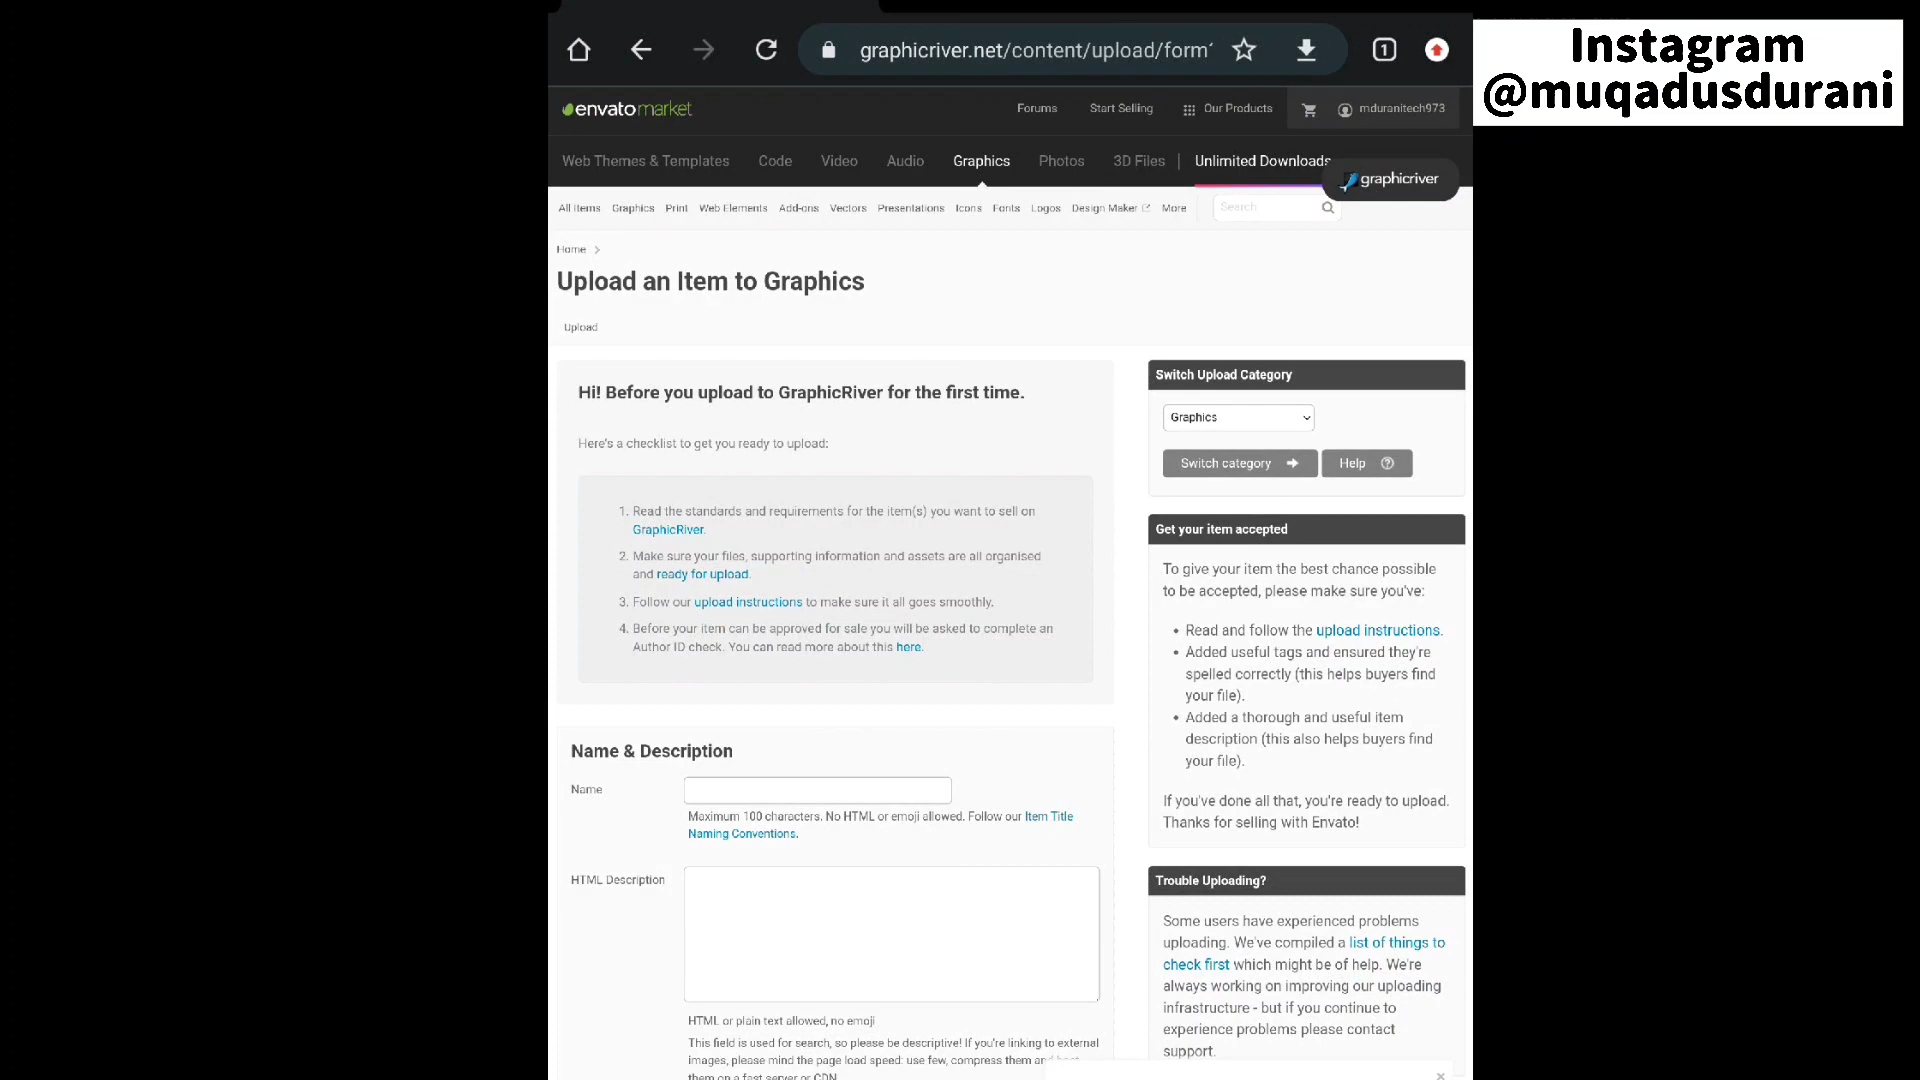 graphicriver.net/content/upload/form
1
Instagram
@muqadusdurani
envatomarket
Forums
Start Selling
Our Products
mduranitech973
Web Themes & Templates
Code
Video
Audio
Graphics
Photos
3D Files
Unlimited Downloads
graphicriver
All Items
Graphics
Print
Web Elements
Add-ons
Vectors
Presentations
Icons
Fonts
Logos
Design Maker
More
Search
Home
Upload an Item to Graphics
Upload
Hi! Before you upload to GraphicRiver for the first time.
Here's a checklist to get you ready to upload:
1. Read the standards and requirements for the item(s) you want to sell on
GraphicRiver.
2. Make sure your files, supporting information and assets are all organised
and ready for upload.
3. Follow our upload instructions to make sure it all goes smoothly.
4. Before your item can be approved for sale you will be asked to complete an
Author ID check. You can read more about this here.
Name & Description
Name
Maximum 100 characters. No HTML or emoji allowed. Follow our Item Title
Naming Conventions.
HTML Description
HTML or plain text allowed, no emoji
This field is used for search, so please be descriptive! If you're linking to external
images, please mind the page load speed: use few, compress them and host
them on a fast server or CDN.
Switch Upload Category
Graphics
Switch category
Help
Get your item accepted
To give your item the best chance possible
to be accepted, please make sure you've:
• Read and follow the upload instructions.
• Added useful tags and ensured they're
spelled correctly (this helps buyers find
your file).
• Added a thorough and useful item
description (this also helps buyers find
your file).
If you've done all that, you're ready to upload.
Thanks for selling with Envato!
Trouble Uploading?
Some users have experienced problems
uploading. We've compiled a list of things to
check first which might be of help. We're
always working on improving our uploading
infrastructure - but if you continue to
experience problems please contact
support.